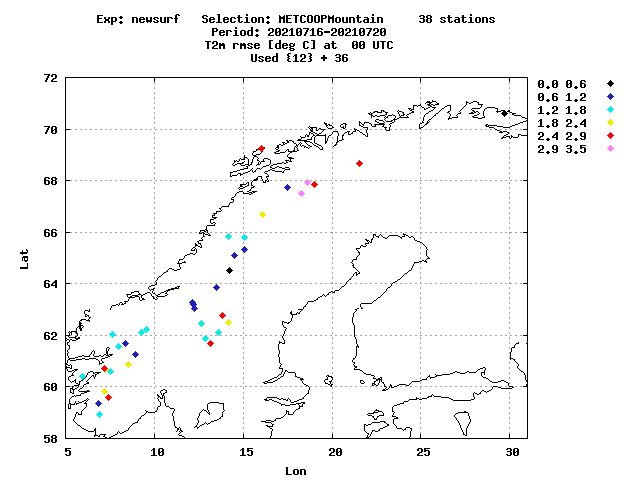 Exp: newsurf Selection: METCOOPMountain 38 stations
Period: 20210716-20210720
T2m rmse [deg C] at 00 UTC
Used {12} + 36
72
70
68
66
64
62
60
58
Lat
5 10 15 20 25 30
Lon
0.0 0.6
0.6 1.2
1.2 1.8
1.8 2.4
2.4 2.9
2.9 3.5